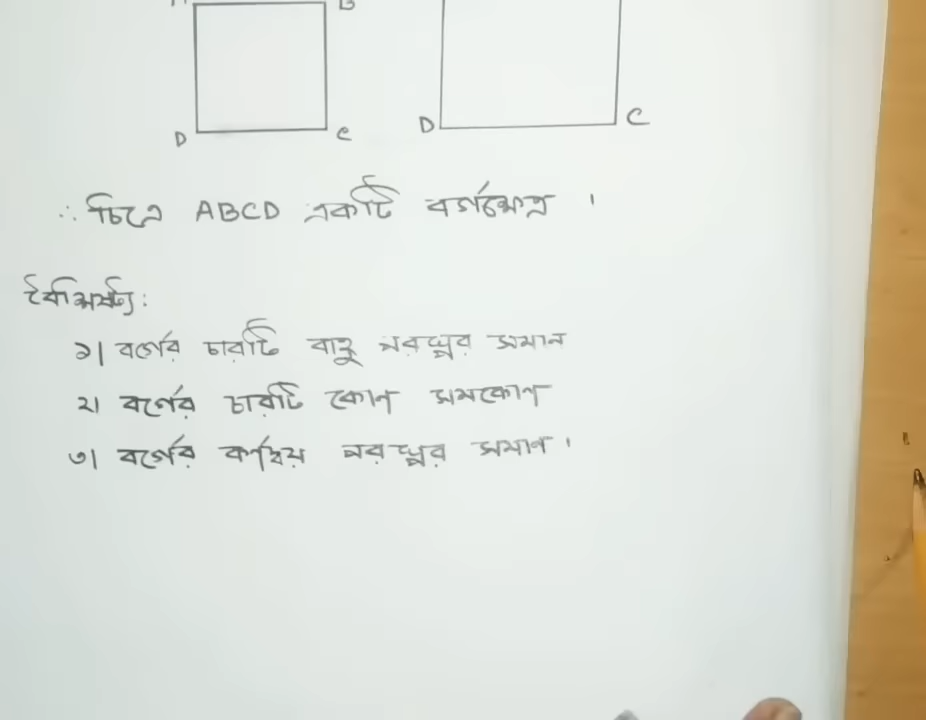 B
D C D C
∴ চিত্রে ABCD একটি বর্গক্ষেত্র ।
বৈশিষ্ট্য:
১। বর্গের চারটি বাহু পরস্পর সমান
২। বর্গের চারটি কোন সমকোন
৩। বর্গের কর্ণদ্বয় পরস্পর সমান।